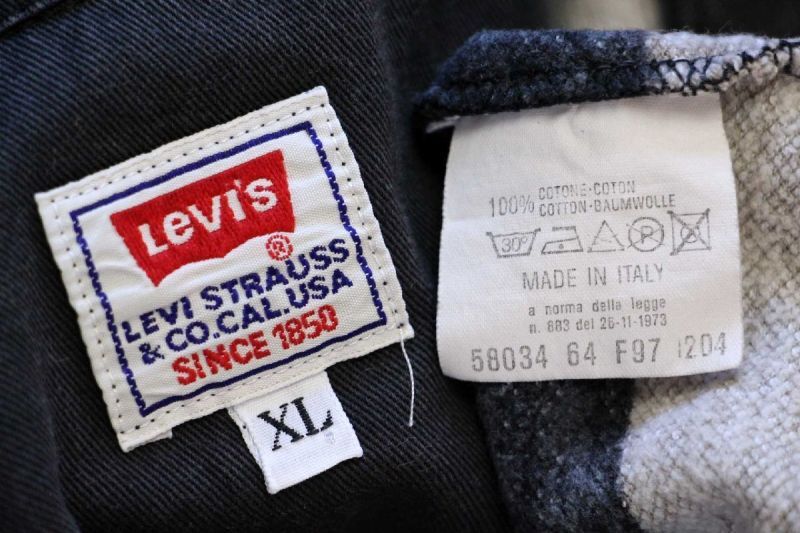 LEVI'S
®
LEVI STRAUSS
& CO.CAL.USA
SINCE 1850
XL
100% COTONE-COTON
COTTON-BAUMWOLLE
30° P
MADE IN ITALY
a norma della legge
n. 883 del 26-11-1973
58034 64 F97 1204